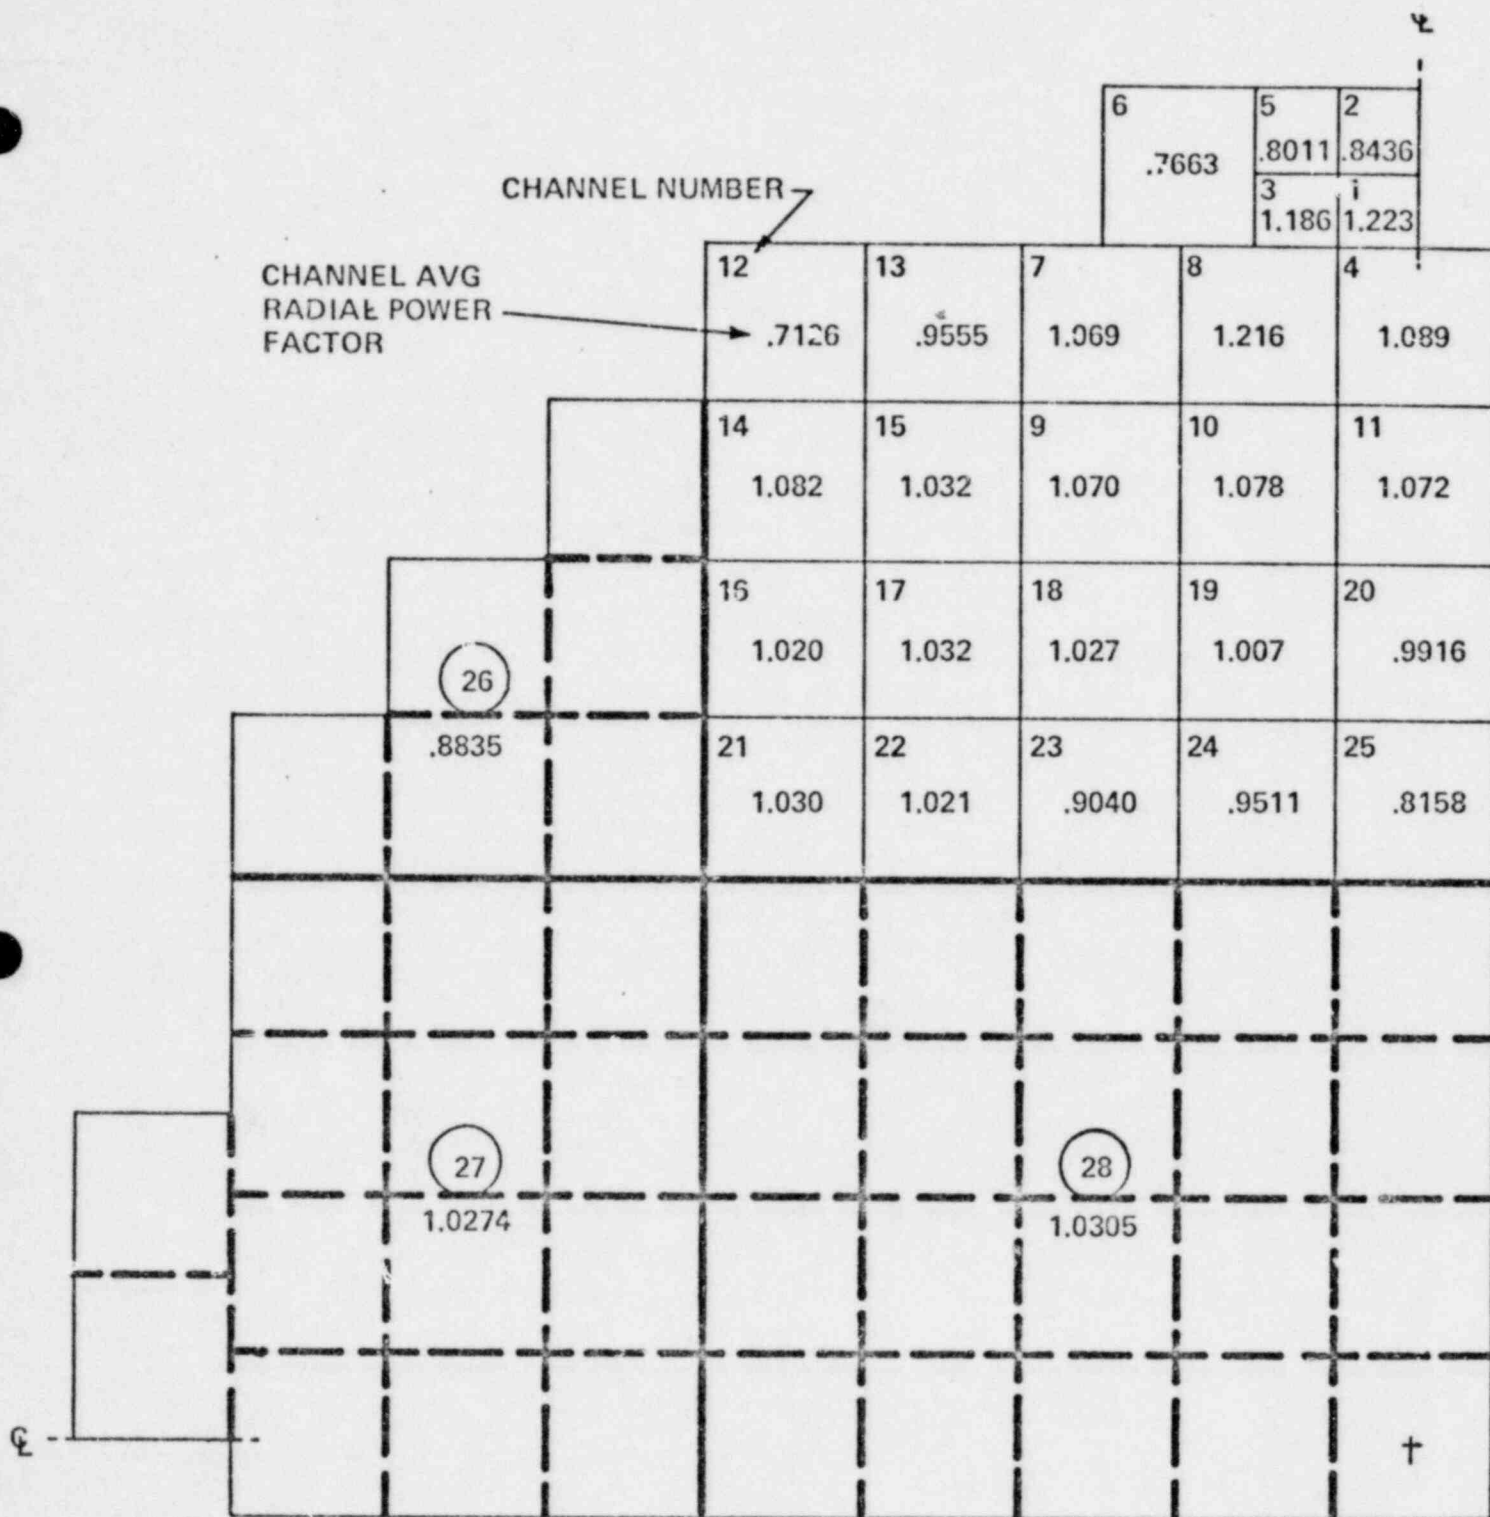 ℄
6 5 2
.7663 .8011 .8436
3 i
1.186 1.223
CHANNEL NUMBER
CHANNEL AVG
RADIAL POWER
FACTOR
12 13 7 8 4
.7126 .9555 1.069 1.216 1.089
14 15 9 10 11
1.082 1.032 1.070 1.078 1.072
16 17 18 19 20
1.020 1.032 1.027 1.007 .9916
26
.8835
21 22 23 24 25
1.030 1.021 .9040 .9511 .8158
27 28
1.0274 1.0305
℄ †